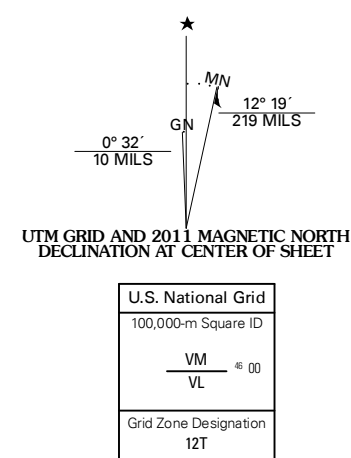 ★
MN
GN
12° 19´
219 MILS
0° 32´
10 MILS
UTM GRID AND 2011 MAGNETIC NORTH
DECLINATION AT CENTER OF SHEET
U.S. National Grid
100,000-m Square ID
VM
46 00
VL
Grid Zone Designation
12T